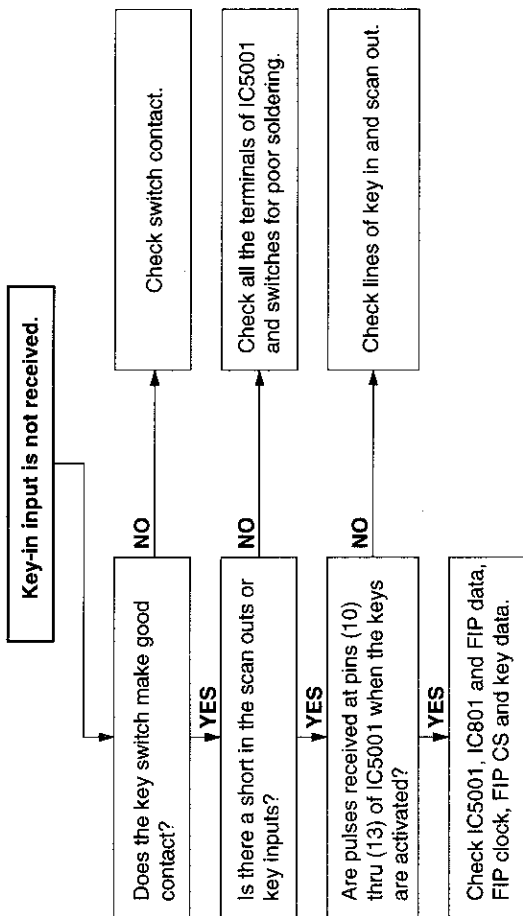 Key-in input is not received.
Does the key switch make good
contact?
NO
Check switch contact.
YES
Is there a short in the scan outs or
key inputs?
NO
Check all the terminals of IC5001
and switches for poor soldering.
YES
Are pulses received at pins (10)
thru (13) of IC5001 when the keys
are activated?
NO
Check lines of key in and scan out.
YES
Check IC5001, IC801 and FIP data,
FIP clock, FIP CS and key data.